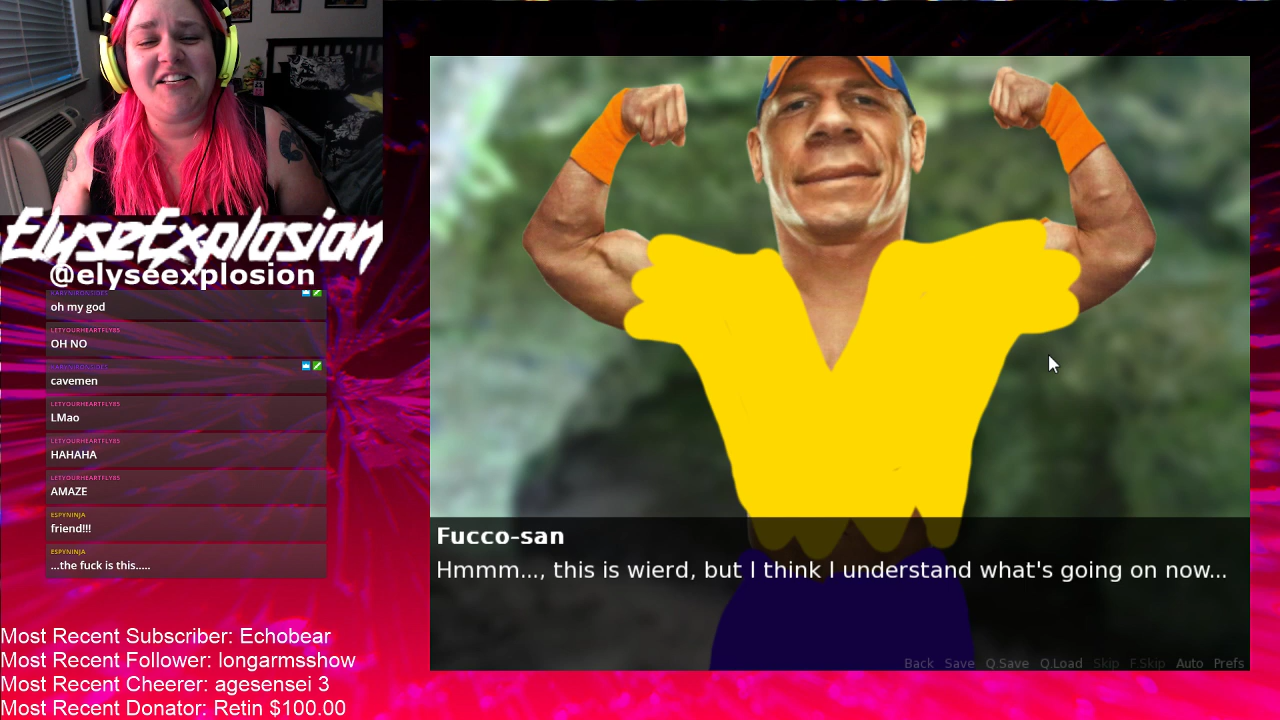 ElyseExplosion
@elyseexplosion
oh my god
LETYOURHEARTFLY85
OH NO
cavemen
LETYOURHEARTFLY85
LMao
LETYOURHEARTFLY85
HAHAHA
LETYOURHEARTFLY85
AMAZE
ESPYNINJA
friend!!!
ESPYNINJA
...the fuck is this.....
Most Recent Subscriber: Echobear
Most Recent Follower: longarmsshow
Most Recent Cheerer: agesensei 3
Most Recent Donator: Retin $100.00
Fucco-san
Hmmm..., this is wierd, but I think I understand what's going on now...
Back Save Q.Save Q.Load Skip F.Skip Auto Prefs